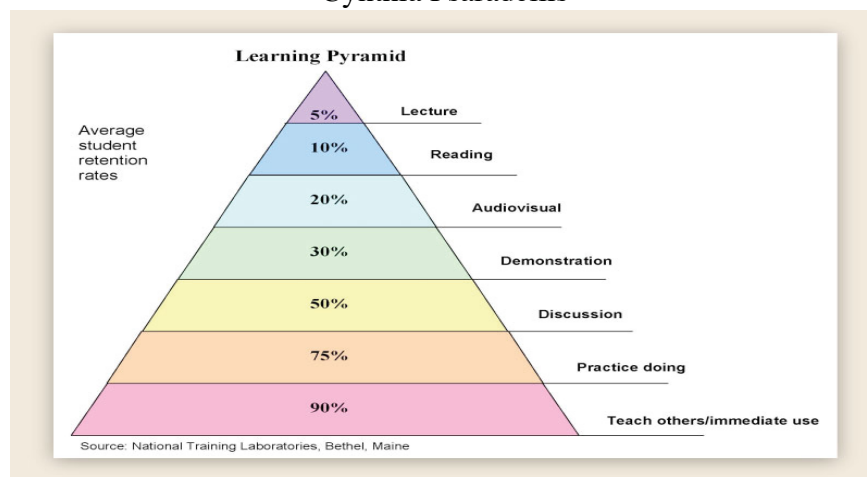 Learning Pyramid
Average
student
retention
rates
5% Lecture
10% Reading
20% Audiovisual
30% Demonstration
50% Discussion
75% Practice doing
90% Teach others/immediate use
Source: National Training Laboratories, Bethel, Maine